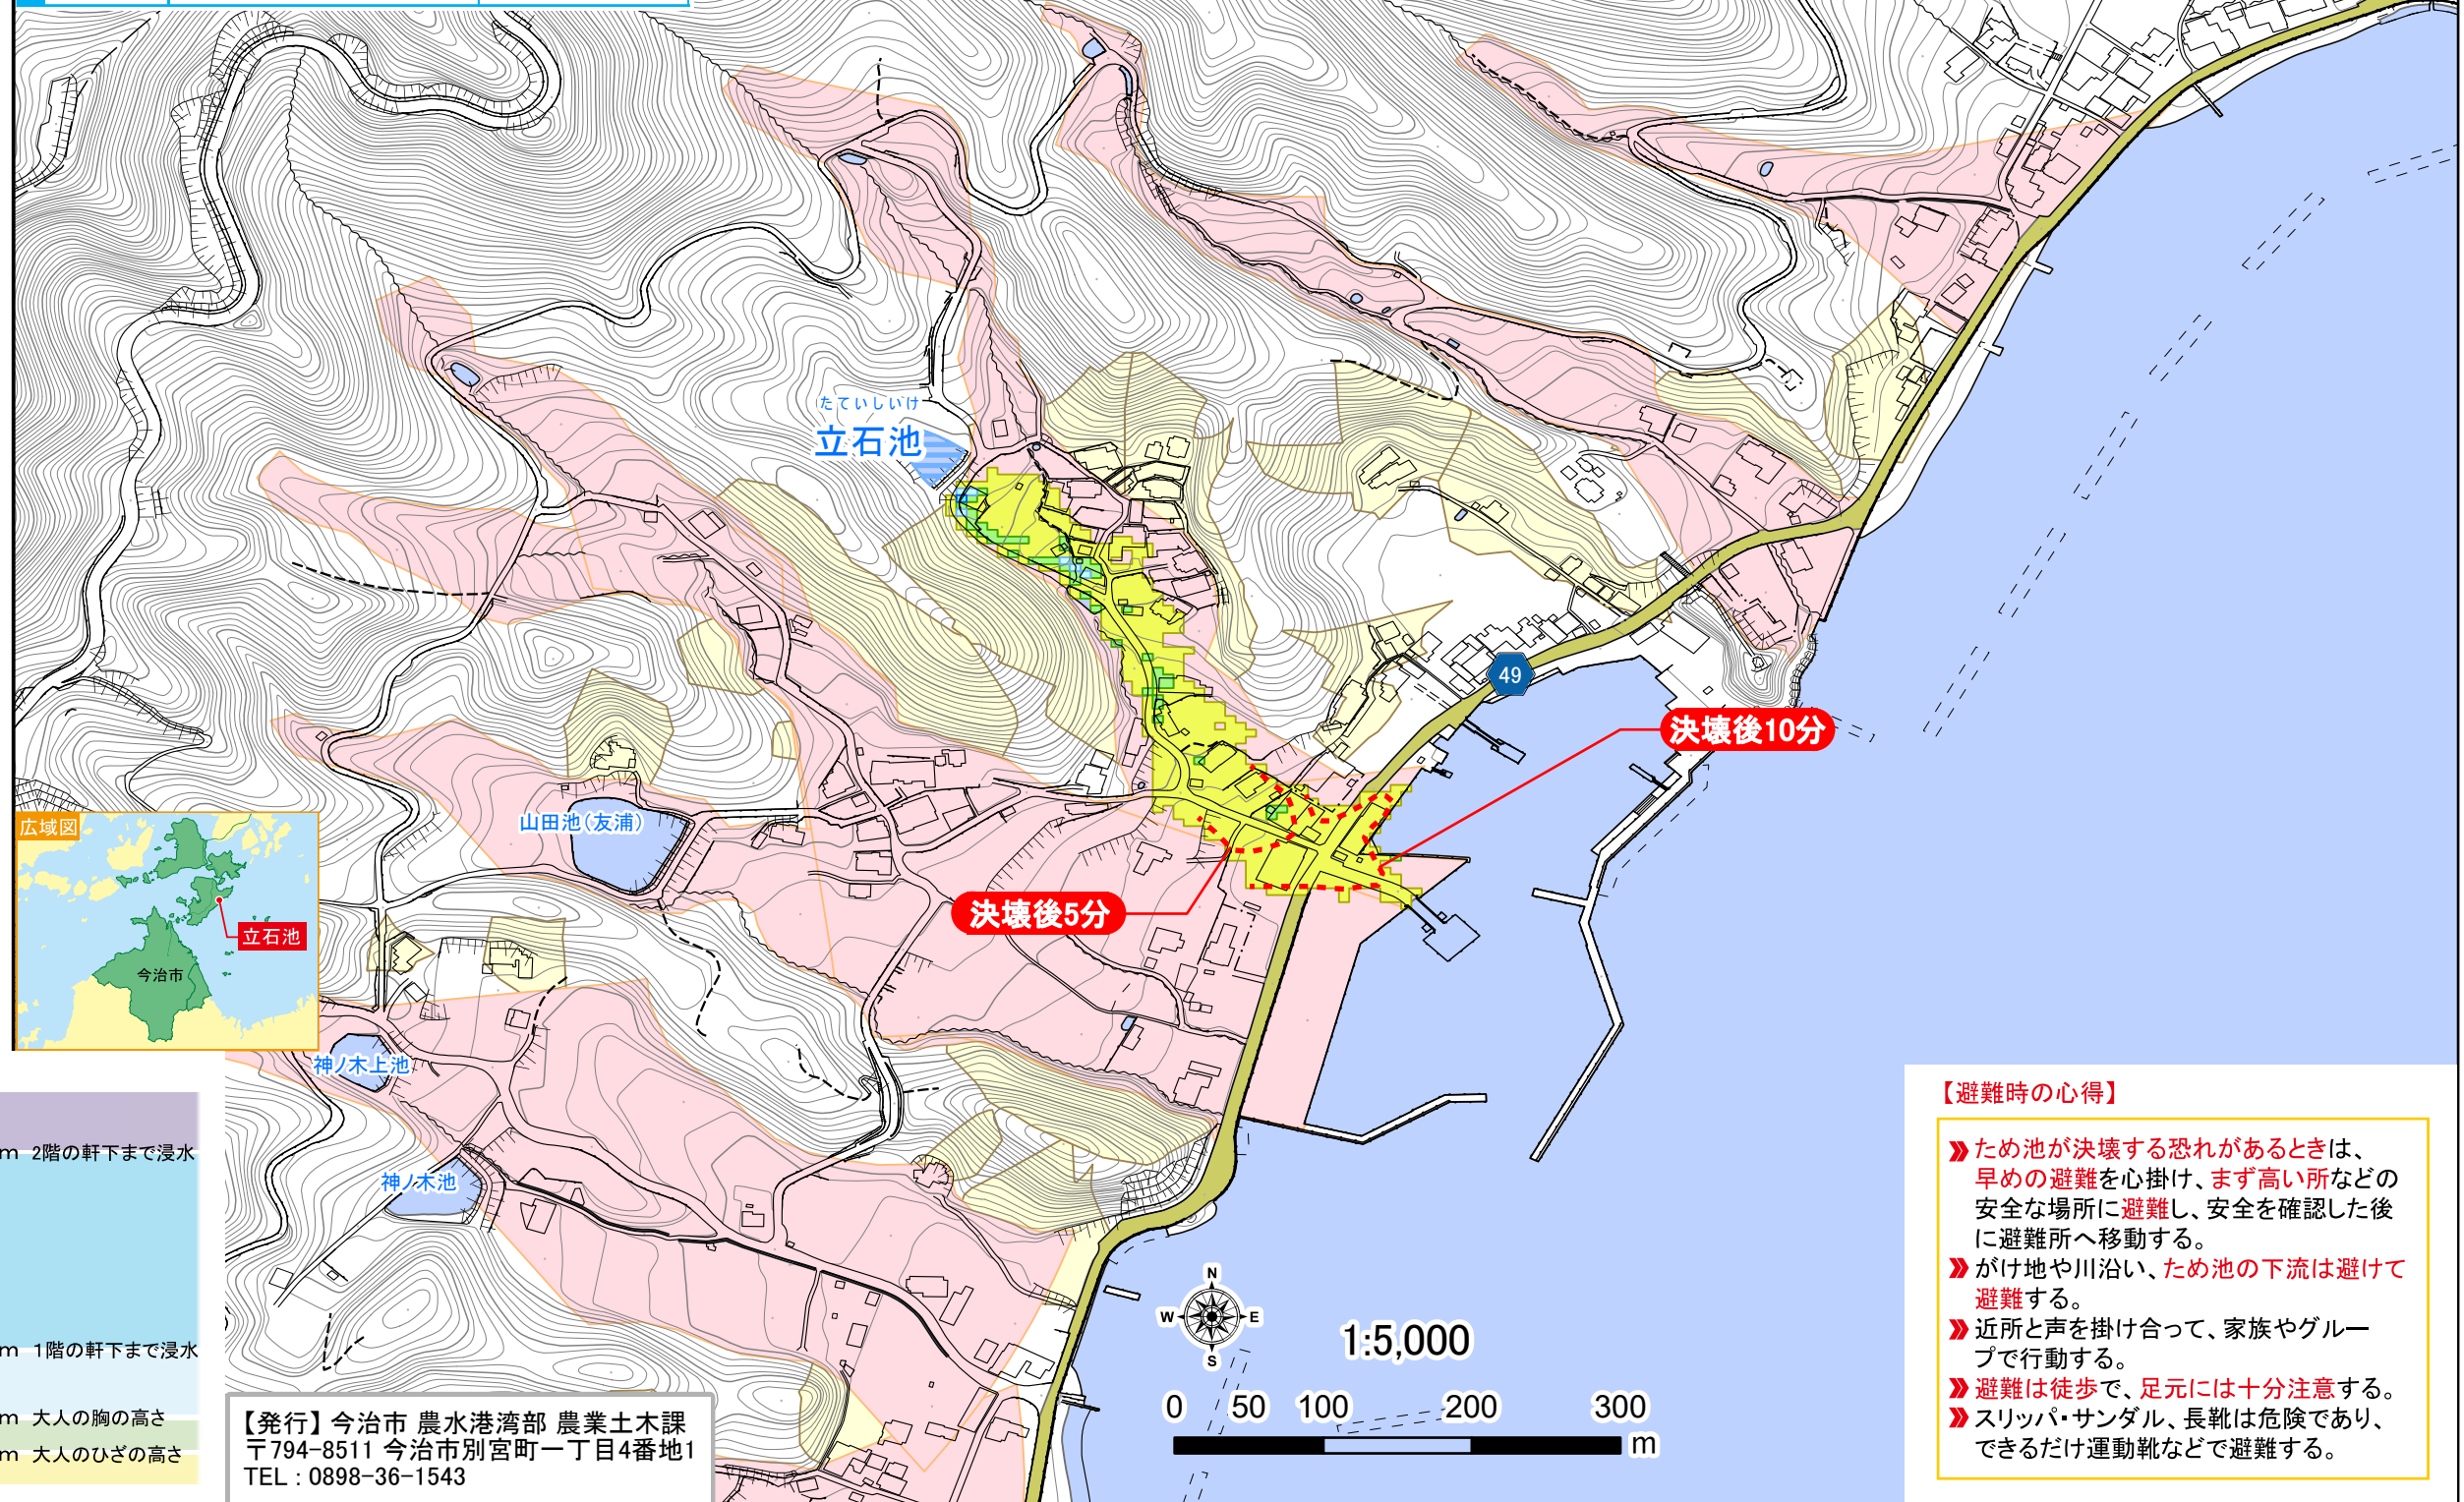 たていしいけ
立石池
49
決壊後10分
山田池(友浦)
決壊後5分
広域図
立石池
今治市
神ノ木上池
神ノ木池
m 2階の軒下まで浸水
m 1階の軒下まで浸水
m 大人の胸の高さ
m 大人のひざの高さ
【発行】今治市 農水港湾部 農業土木課
〒794-8511 今治市別宮町一丁目4番地1
TEL : 0898-36-1543
N
W
E
S
1:5,000
0 50 100 200 300
m
【避難時の心得】
ため池が決壊する恐れがあるときは、
早めの避難を心掛け、まず高い所などの
安全な場所に避難し、安全を確認した後
に避難所へ移動する。
がけ地や川沿い、ため池の下流は避けて
避難する。
近所と声を掛け合って、家族やグルー
プで行動する。
避難は徒歩で、足元には十分注意する。
スリッパ・サンダル、長靴は危険であり、
できるだけ運動靴などで避難する。